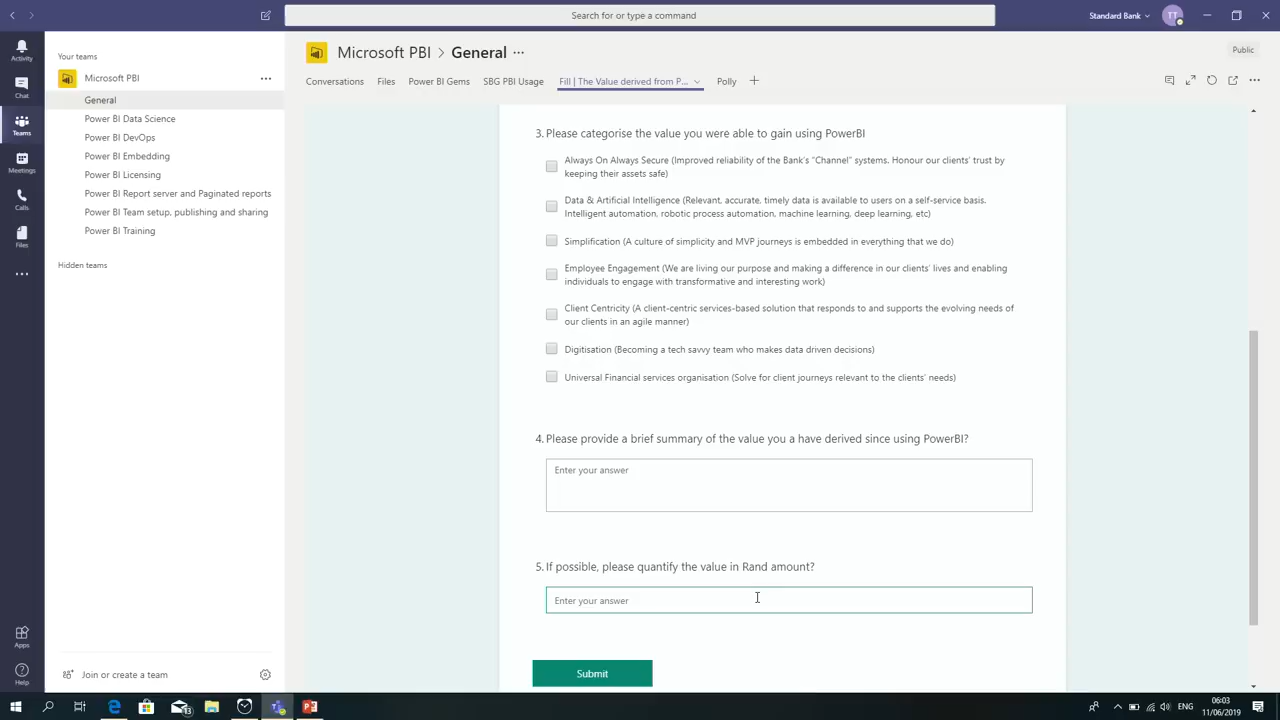 Search for or type a command
Standard Bank
TT
Activity
Chat
Teams
Meetings
Calls
Files
Apps
Help
Your teams
Microsoft PBI
General
Power BI Data Science
Power BI DevOps
Power BI Embedding
Power BI Licensing
Power BI Report server and Paginated reports
Power BI Team setup, publishing and sharing
Power BI Training
Hidden teams
Join or create a team
Microsoft PBI > General ...
Public
Conversations Files Power BI Gems SBG PBI Usage Fill | The Value derived from P... Polly
3. Please categorise the value you were able to gain using PowerBI
Always On Always Secure (Improved reliability of the Bank's "Channel" systems, Honour our clients' trust by
keeping their assets safe)
Data & Artificial Intelligence (Relevant, accurate, timely data is available to users on a self-service basis.
Intelligent automation, robotic process automation, machine learning, deep learning, etc)
Simplification (A culture of simplicity and MVP journeys is embedded in everything that we do)
Employee Engagement (We are living our purpose and making a difference in our clients' lives and enabling
individuals to engage with transformative and interesting work)
Client Centricity (A client-centric services-based solution that responds to and supports the evolving needs of
our clients in an agile manner)
Digitisation (Becoming a tech savvy team who makes data driven decisions)
Universal Financial services organisation (Solve for client journeys relevant to the clients' needs)
4. Please provide a brief summary of the value you a have derived since using PowerBI?
Enter your answer
5. If possible, please quantify the value in Rand amount?
Enter your answer
Submit
ENG
06:03
11/06/2019